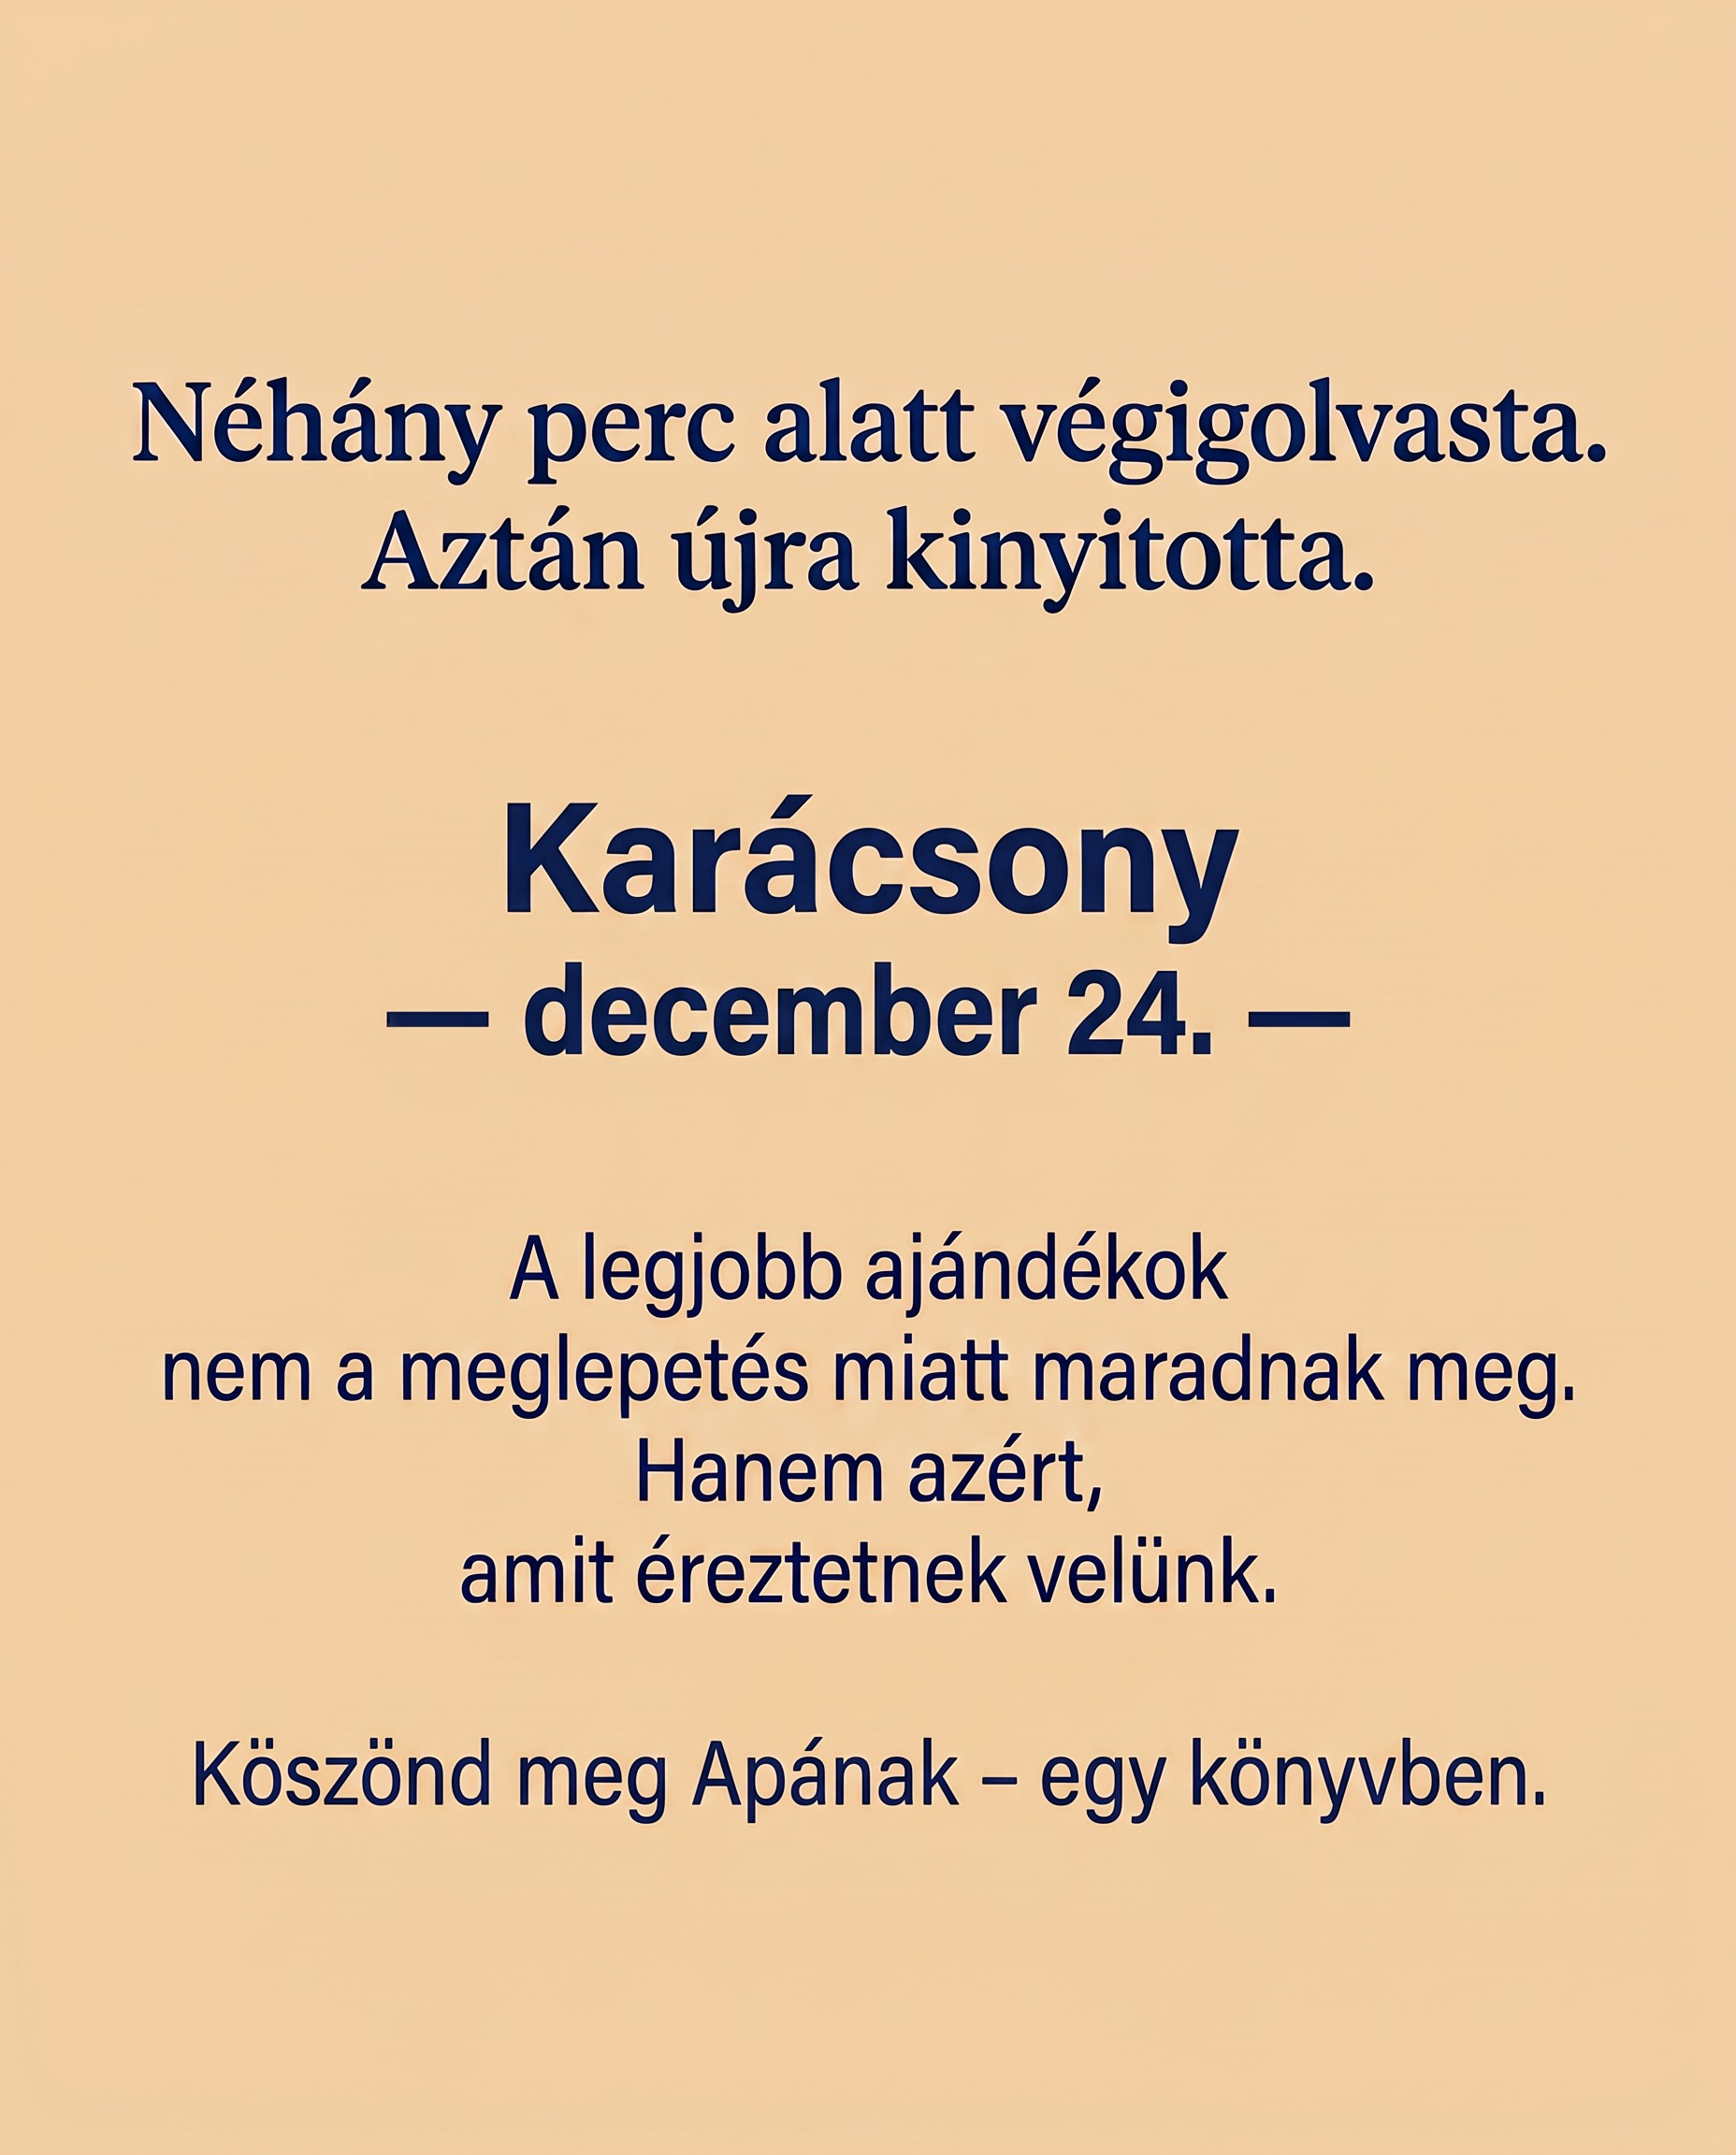 Néhány perc alatt végigolvasta.
Aztán újra kinyitotta.
Karácsony
— december 24. —
A legjobb ajándékok
nem a meglepetés miatt maradnak meg.
Hanem azért,
amit éreztetnek velünk.
Köszönd meg Apának – egy könyvben.